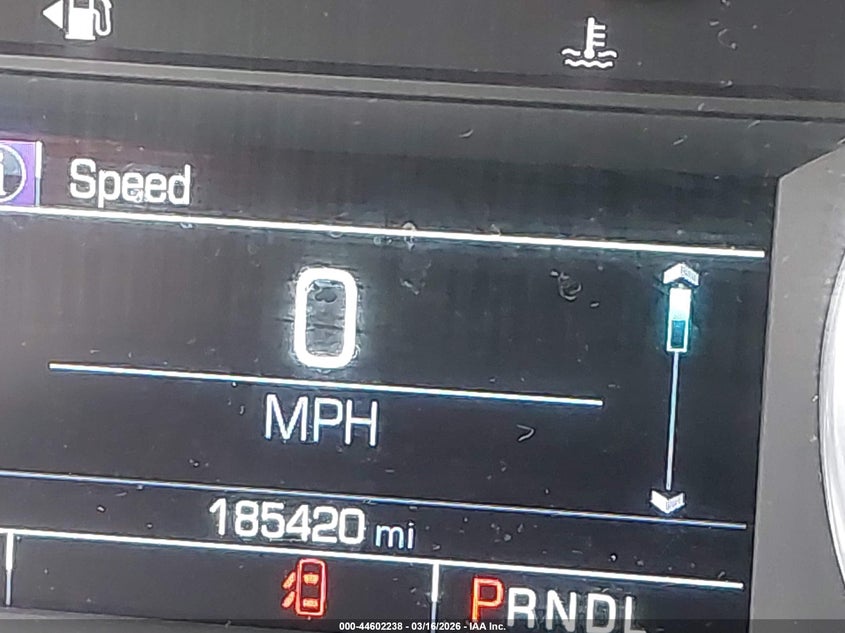 i Speed
0
MPH
185420 mi
PRNDL
000-44602238 - 03/16/2026 - IAA Inc.